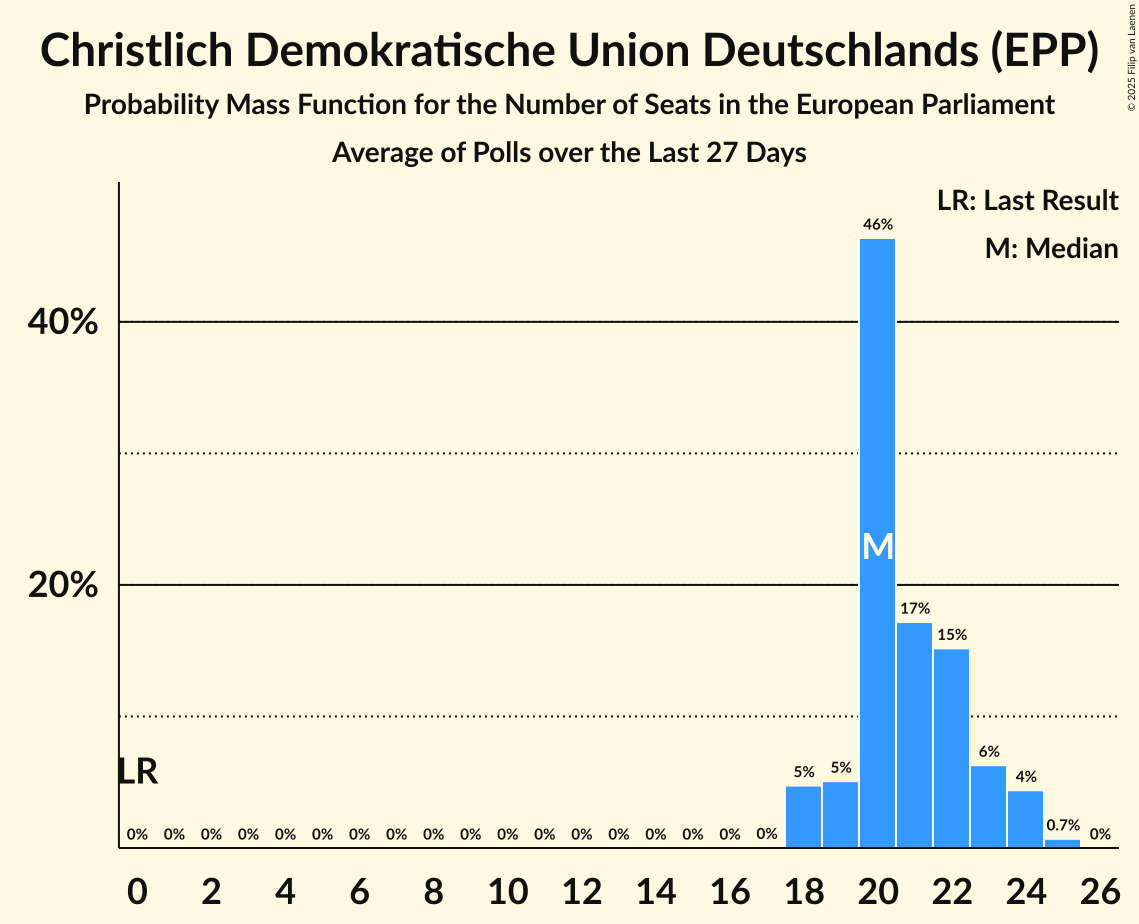 Christlich Demokratische Union Deutschlands (EPP)
Probability Mass Function for the Number of Seats in the European Parliament
Average of Polls over the Last 27 Days
© 2025 Filip van Laenen
LR: Last Result
M: Median
46%
40%
M
20%
17%
15%
6%
LR
5%
5%
4%
0.7%
0% 0% 0% 0% 0% 0% 0% 0% 0% 0% 0% 0% 0% 0% 0% 0% 0% 0% 0%
0 2 4 6 8 10 12 14 16 18 20 22 24 26